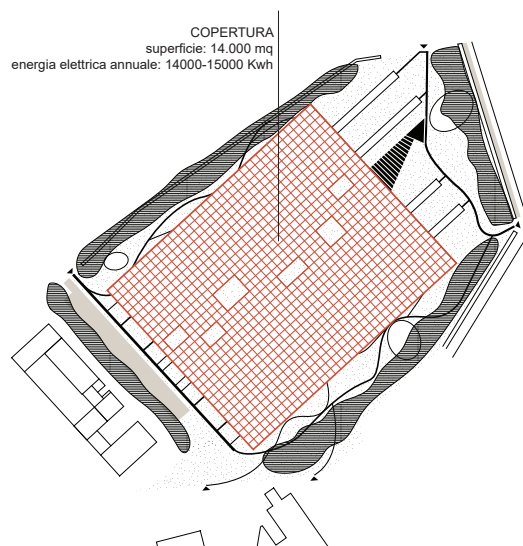 COPERTURA
superficie: 14.000 mq
energia elettrica annuale: 14000-15000 Kwh